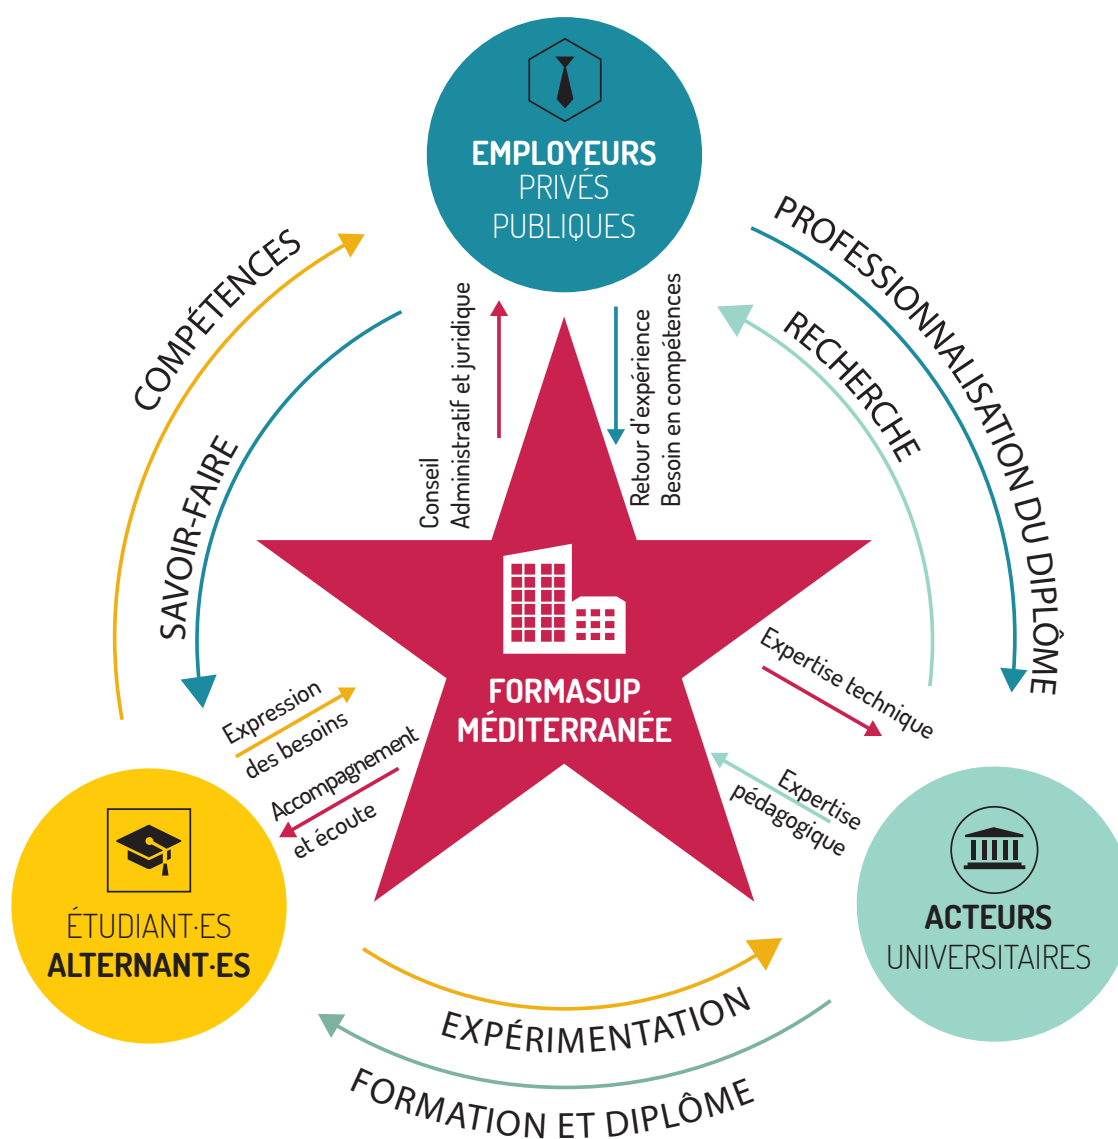 EMPLOYEURS
PRIVÉS
PUBLIQUES
COMPÉTENCES
SAVOIR-FAIRE
PROFESSIONNALISATION DU DIPLÔME
RECHERCHE
Conseil
Administratif et juridique
Retour d'expérience
Besoin en compétences
FORMASUP
MÉDITERRANÉE
Expression
des besoins
Accompagnement
et écoute
Expertise technique
Expertise
pédagogique
ÉTUDIANT·ES
ALTERNANT·ES
ACTEURS
UNIVERSITAIRES
EXPÉRIMENTATION
FORMATION ET DIPLÔME